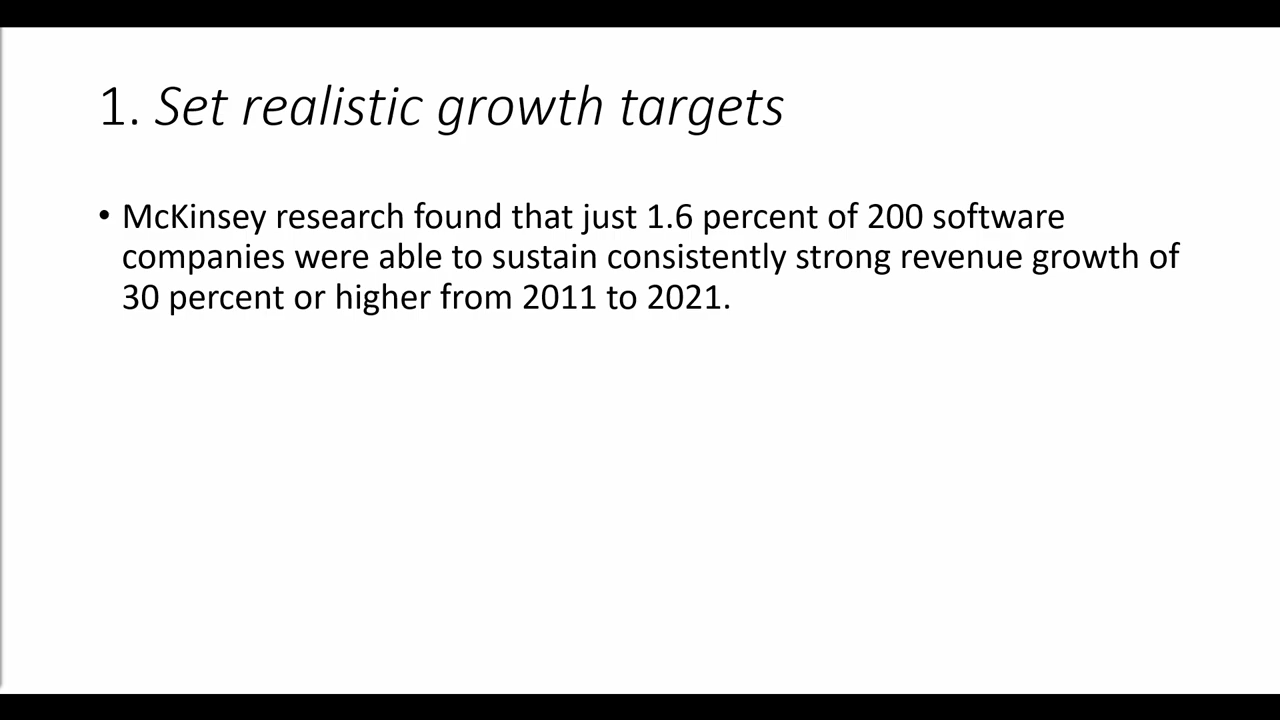 1. Set realistic growth targets
• McKinsey research found that just 1.6 percent of 200 software
companies were able to sustain consistently strong revenue growth of
30 percent or higher from 2011 to 2021.